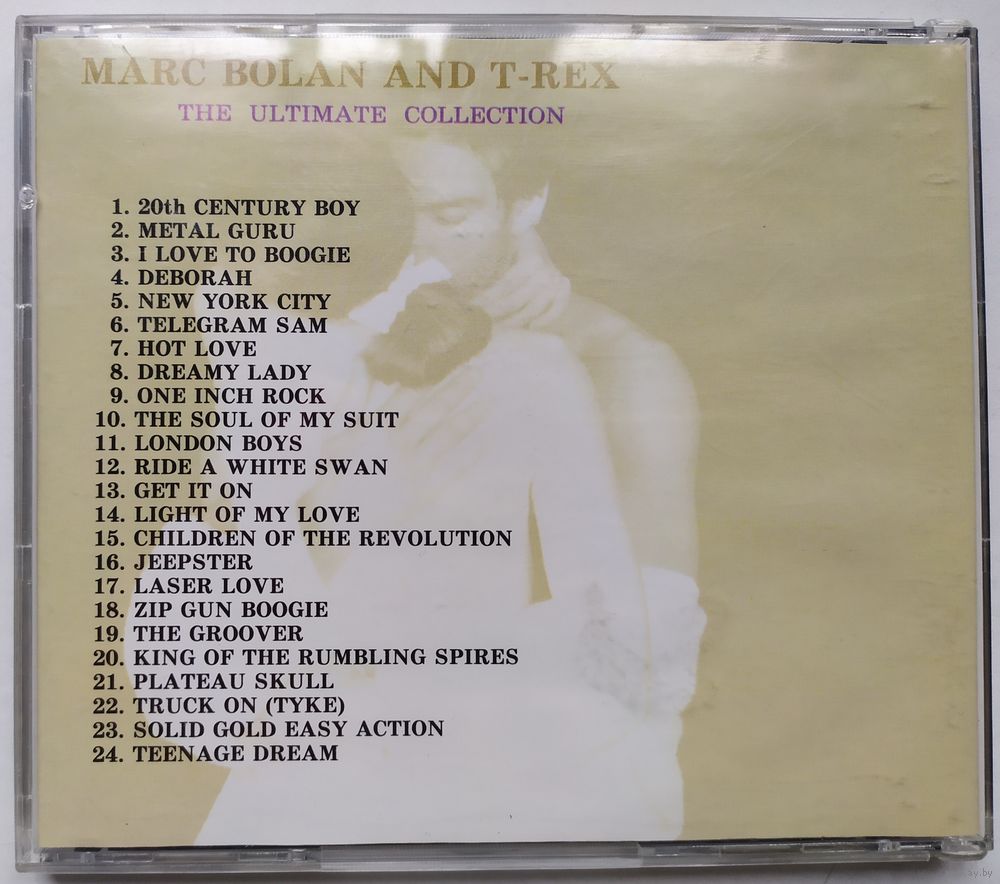 MARC BOLAN AND T-REX
THE ULTIMATE COLLECTION
1. 20th CENTURY BOY
2. METAL GURU
3. I LOVE TO BOOGIE
4. DEBORAH
5. NEW YORK CITY
6. TELEGRAM SAM
7. HOT LOVE
8. DREAMY LADY
9. ONE INCH ROCK
10. THE SOUL OF MY SUIT
11. LONDON BOYS
12. RIDE A WHITE SWAN
13. GET IT ON
14. LIGHT OF MY LOVE
15. CHILDREN OF THE REVOLUTION
16. JEEPSTER
17. LASER LOVE
18. ZIP GUN BOOGIE
19. THE GROOVER
20. KING OF THE RUMBLING SPIRES
21. PLATEAU SKULL
22. TRUCK ON (TYKE)
23. SOLID GOLD EASY ACTION
24. TEENAGE DREAM
ay.by